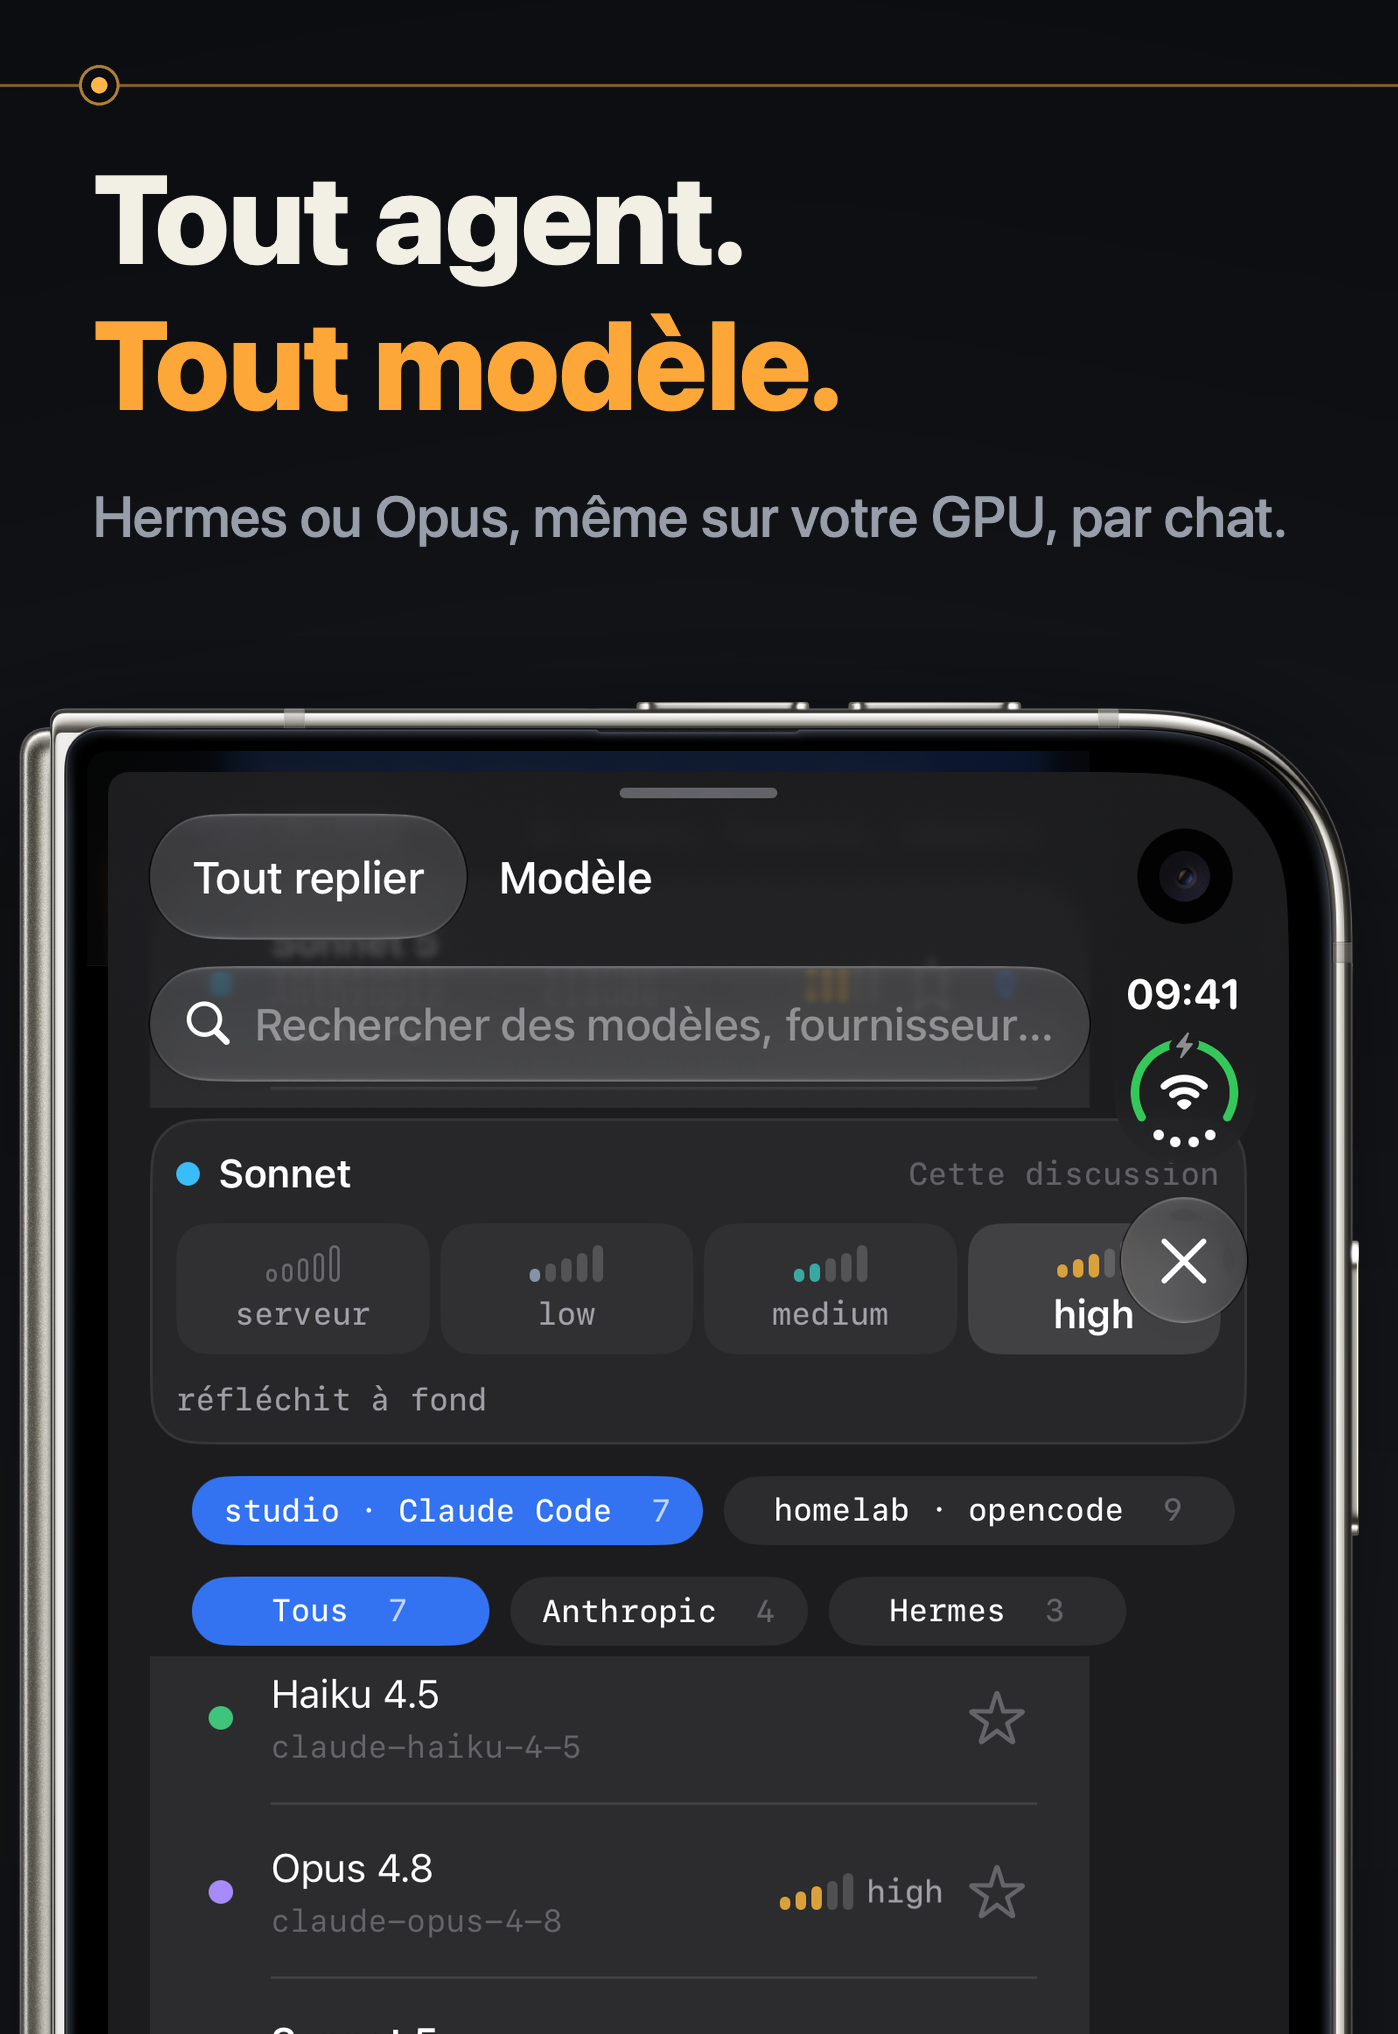 Tout agent.
Tout modèle.
Hermes ou Opus, même sur votre GPU, par chat.
Tout replier
Modèle
Sonnet 5
09:41
Rechercher des modèles, fournisseur...
Sonnet
Cette discussion
serveur
low
medium
high
réfléchit à fond
studio · Claude Code 7
homelab · opencode 9
Tous 7
Anthropic 4
Hermes 3
Haiku 4.5
claude-haiku-4-5
Opus 4.8
claude-opus-4-8
high